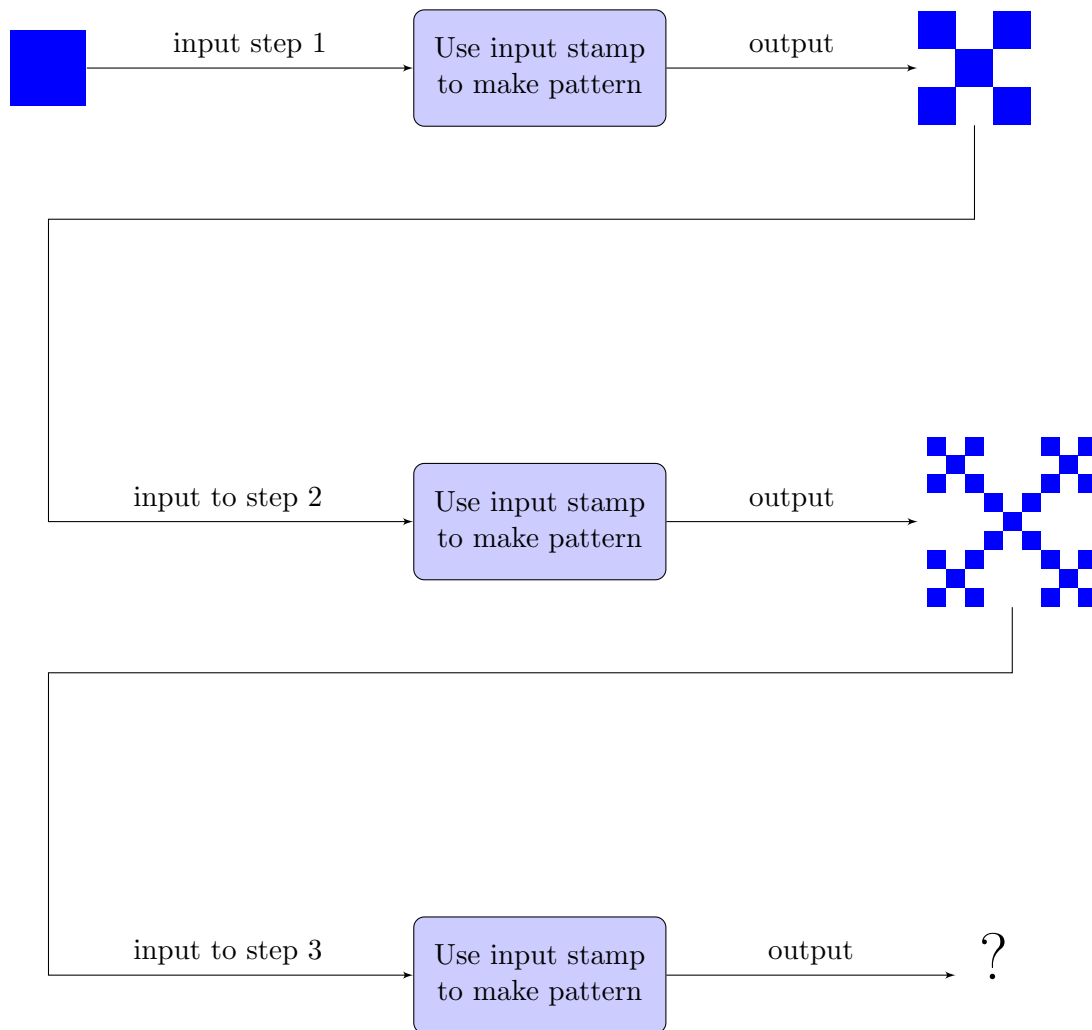 input step 1
Use input stamp
to make pattern
output
input to step 2
Use input stamp
to make pattern
output
input to step 3
Use input stamp
to make pattern
output
?